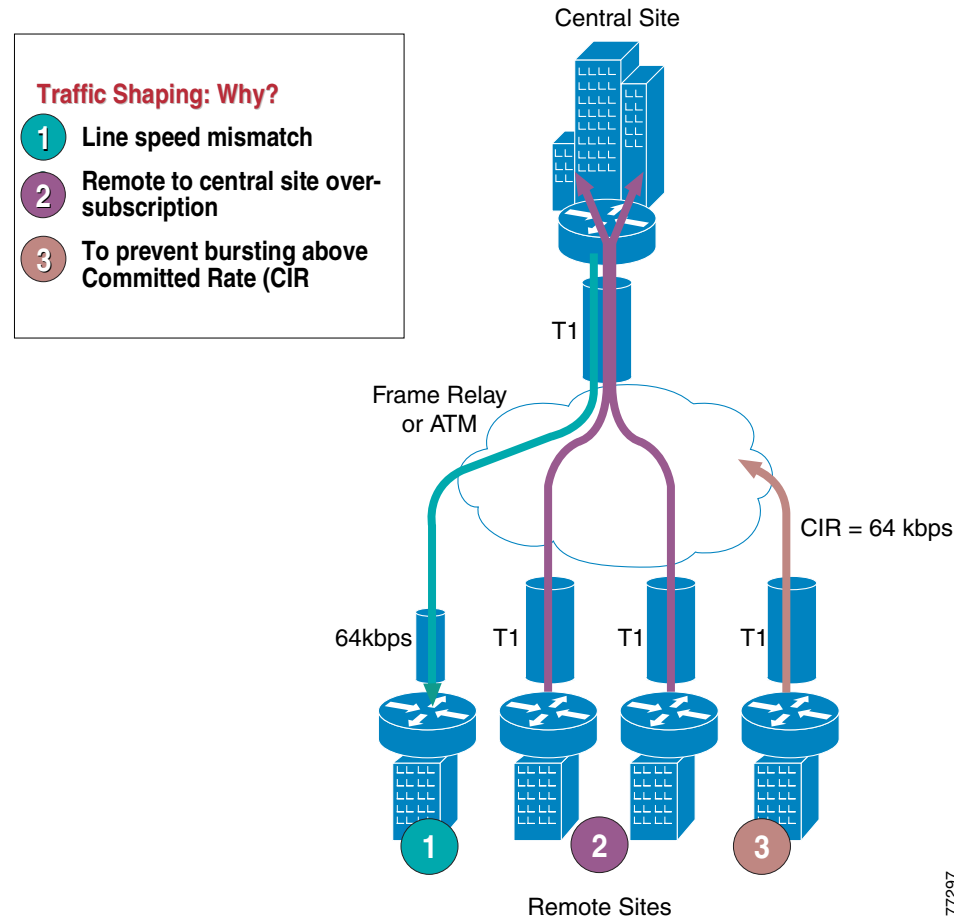 Central Site
Traffic Shaping: Why?
1 Line speed mismatch
2 Remote to central site over-
subscription
3 To prevent bursting above
Committed Rate (CIR
T1
Frame Relay
or ATM
CIR = 64 kbps
64kbps
T1
T1
T1
1
2
3
Remote Sites
77297